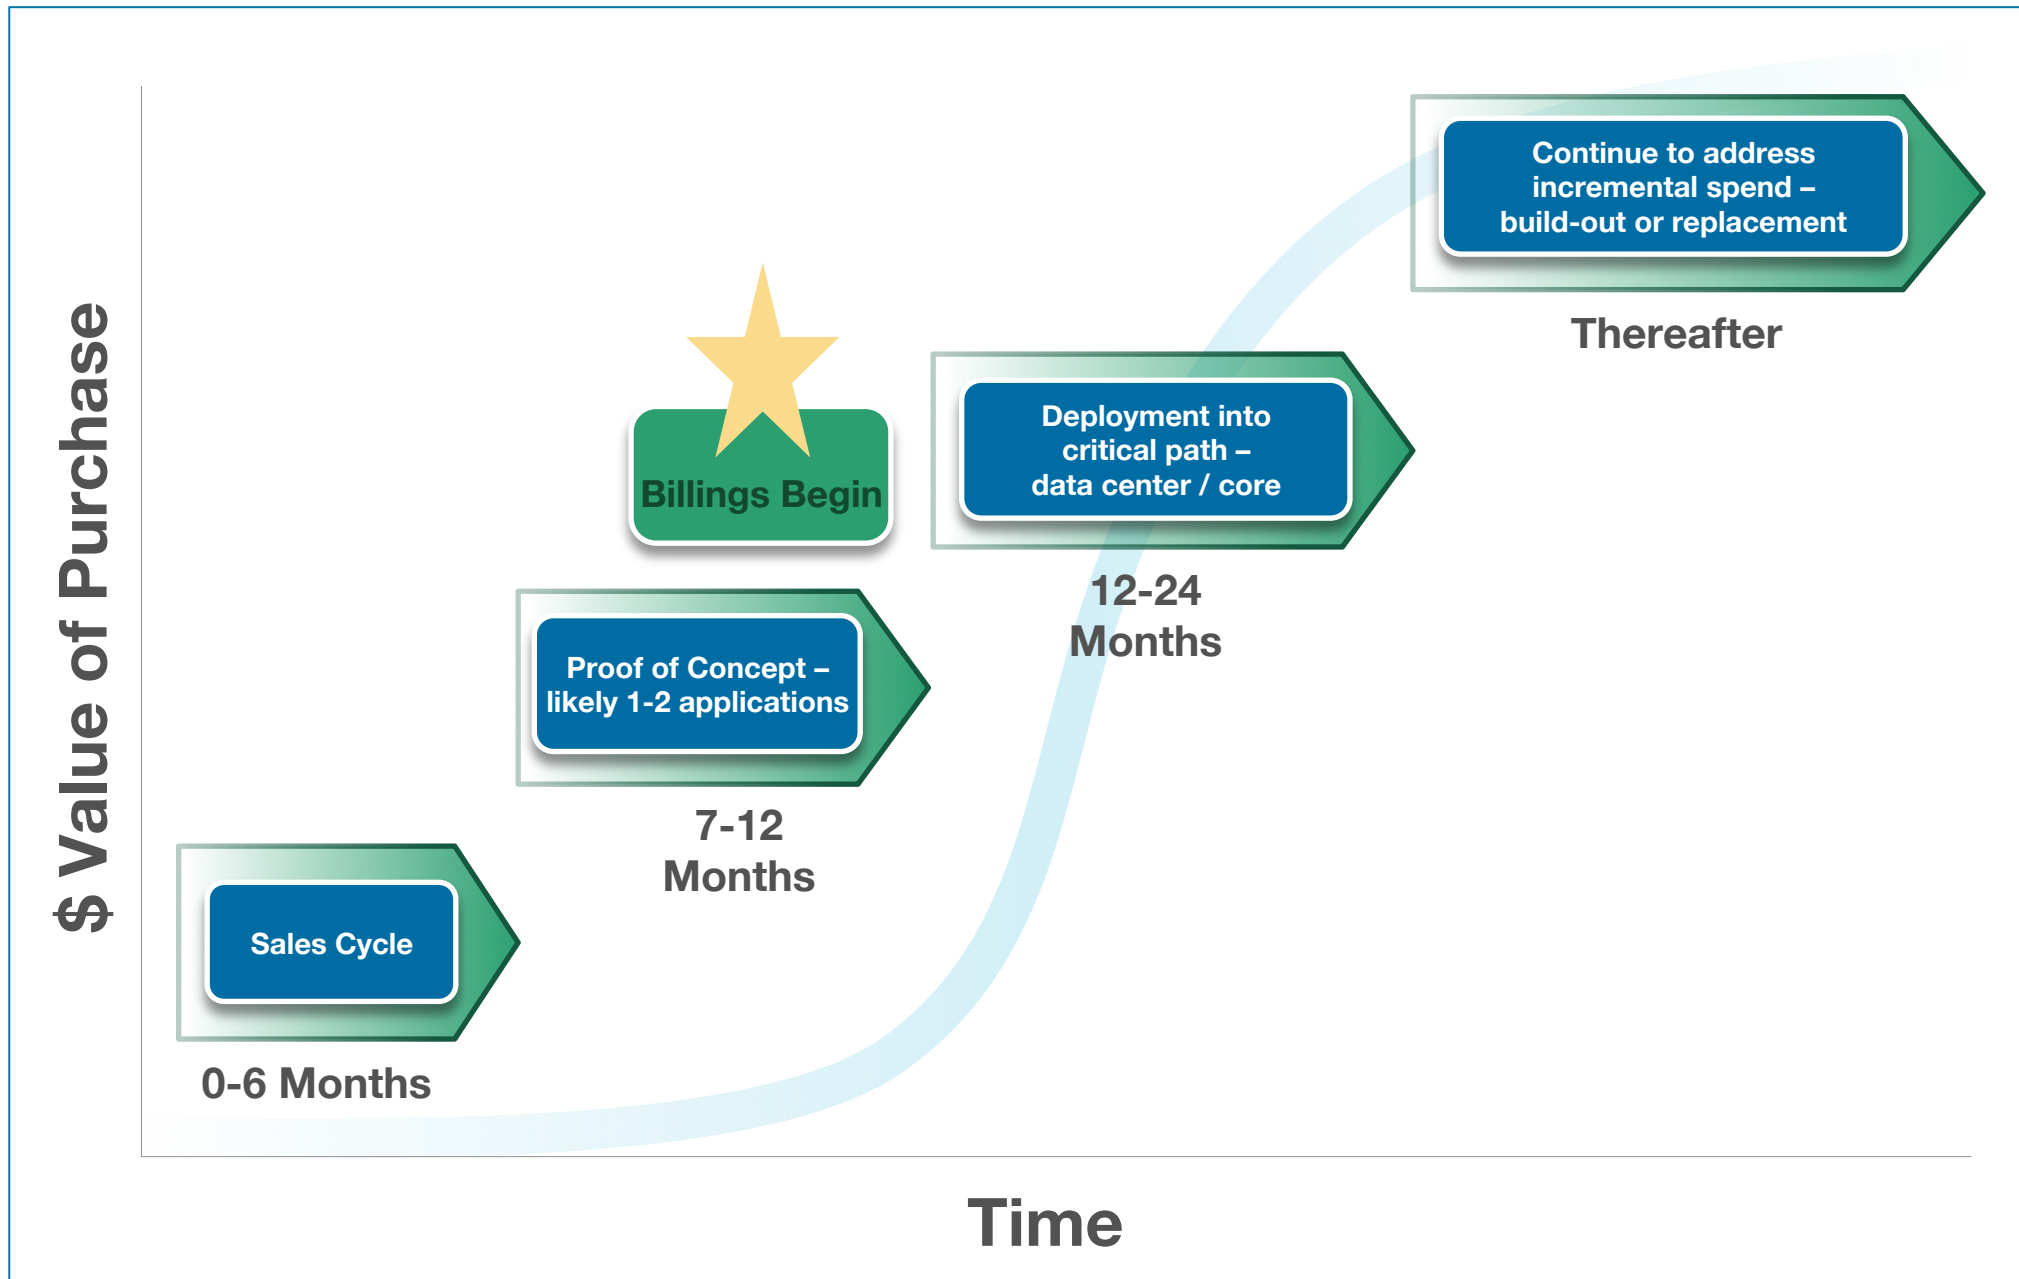 $ Value of Purchase
Sales Cycle
0-6 Months
Proof of Concept –
likely 1-2 applications
7-12
Months
Billings Begin
Deployment into
critical path –
data center / core
12-24
Months
Continue to address
incremental spend –
build-out or replacement
Thereafter
Time